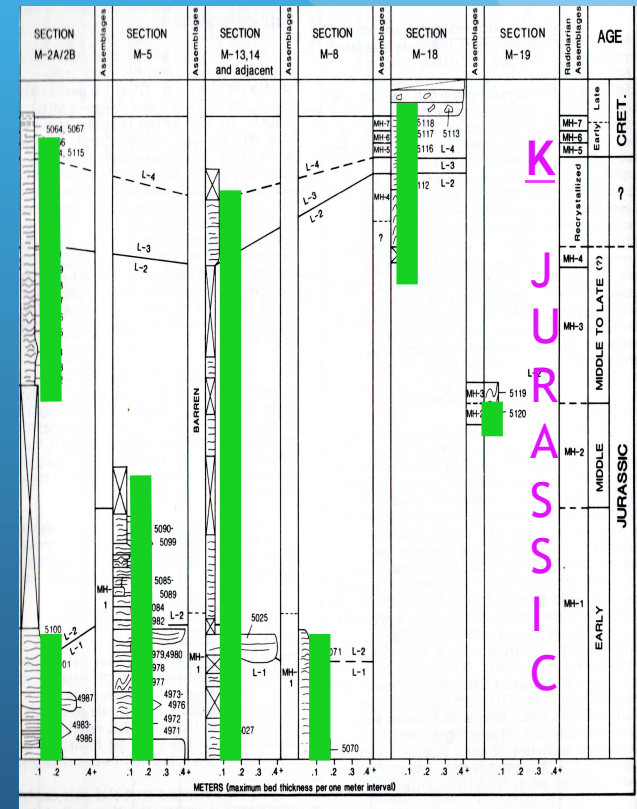 SECTION
M-2A/2B
Assemblages
SECTION
M-5
Assemblages
SECTION
M-13,14
and adjacent
Assemblages
SECTION
M-8
Assemblages
SECTION
M-18
Assemblages
SECTION
M-19
Radiolarian
Assemblages
AGE
5064, 5067
, 5115
L-4
L-3
L-2
5100
L-2
L-1
01
4987
4983-
4986
MH-
1
5090-
5099
5085-
5089
084
982
L-2
979,4980
978
977
4973-
4976
4972
4971
BARREN
MH-
1
5025
L-1
027
L-4
L-3
L-2
MH-
1
071
L-2
L-1
5070
MH-7
MH-6
MH-5
MH-4
?
5118
5117
5113
5116
L-4
L-3
112
L-2
MH-3
MH-2
L-2
5119
5120
K
JURASSIC
MH-7
MH-6
MH-5
Recrystallized
MH-4
MH-3
MH-2
MH-1
Late
Early
CRET.
?
MIDDLE TO LATE (?)
MIDDLE
EARLY
JURASSIC
.1 .2 .3 .4+
.1 .2 .3 .4+
.1 .2 .3 .4+
.1 .2 .3 .4+
.1 .2 .3 .4+
.1 .2 .3 .4+
METERS (maximum bed thickness per one meter interval)